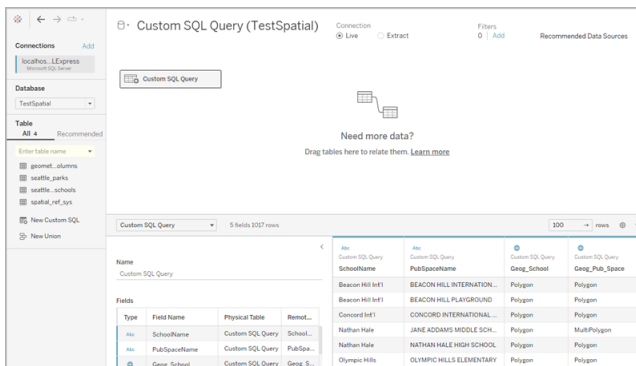 Custom SQL Query (TestSpatial)
Connection
Live Extract
Filters
0 Add
Recommended Data Sources
Connections Add
localhos...LExpress
Microsoft SQL Server
Database
TestSpatial
Table
All 4 Recommended
Enter table name
geomet...olumns
seattle_parks
seattle...schools
spatial_ref_sys
New Custom SQL
New Union
Custom SQL Query
Need more data?
Drag tables here to relate them. Learn more
Custom SQL Query 5 fields 1017 rows 100 rows
Name
Custom SQL Query
Fields
Type Field Name Physical Table Remot...
Abc SchoolName Custom SQL Query School...
Abc PubSpaceName Custom SQL Query PubSpa...
Geog_School Custom SQL Query Geog_S...
Abc Abc
Custom SQL Query Custom SQL Query Custom SQL Query Custom SQL Query
SchoolName PubSpaceName Geog_School Geog_Pub_Space
Beacon Hill Int'l BEACON HILL INTERNATION... Polygon Polygon
Beacon Hill Int'l BEACON HILL PLAYGROUND Polygon Polygon
Concord Int'l CONCORD INTERNATIONAL ... Polygon Polygon
Nathan Hale JANE ADDAMS MIDDLE SCH... Polygon MultiPolygon
Nathan Hale NATHAN HALE HIGH SCHOOL Polygon Polygon
Olympic Hills OLYMPIC HILLS ELEMENTARY Polygon Polygon